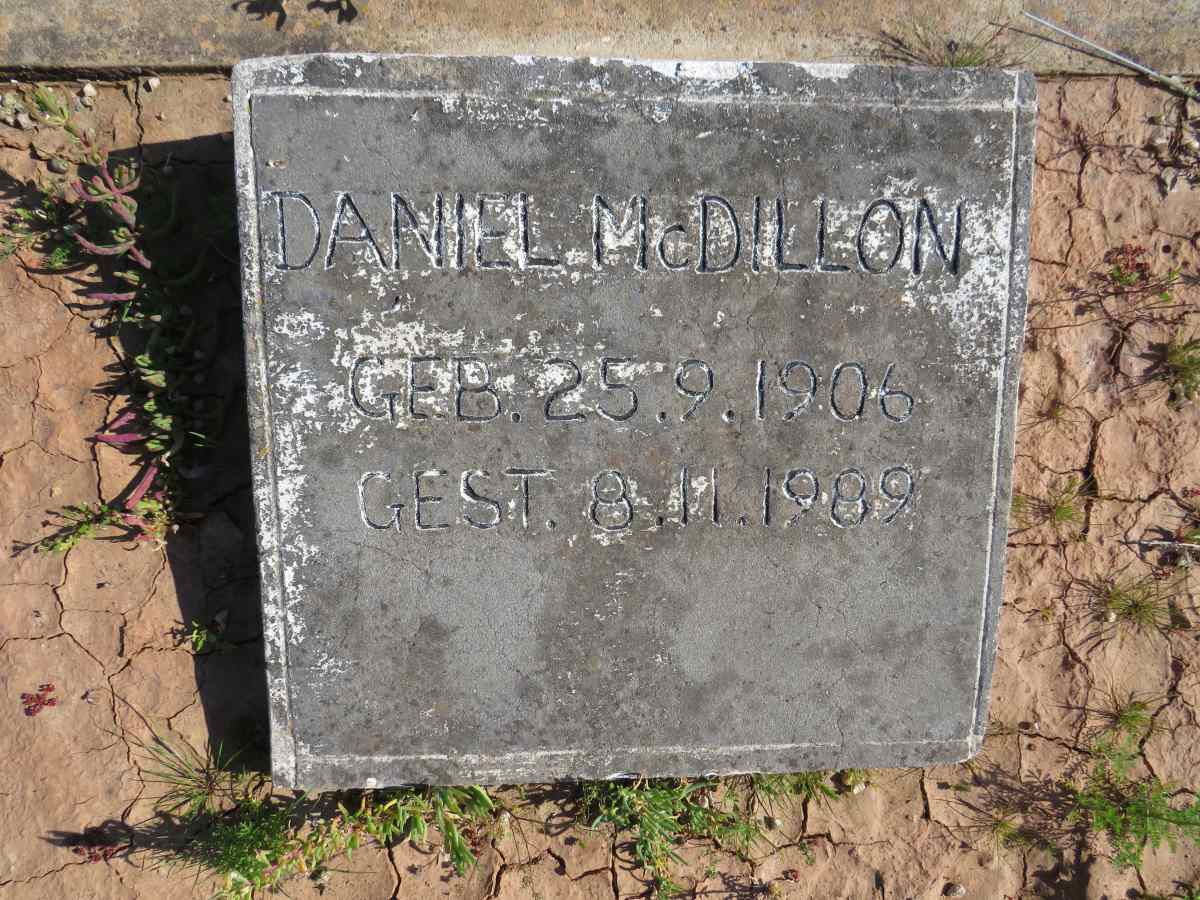 DANIEL McDILLON
GEB. 25.9.1906
GEST. 8.11.1989